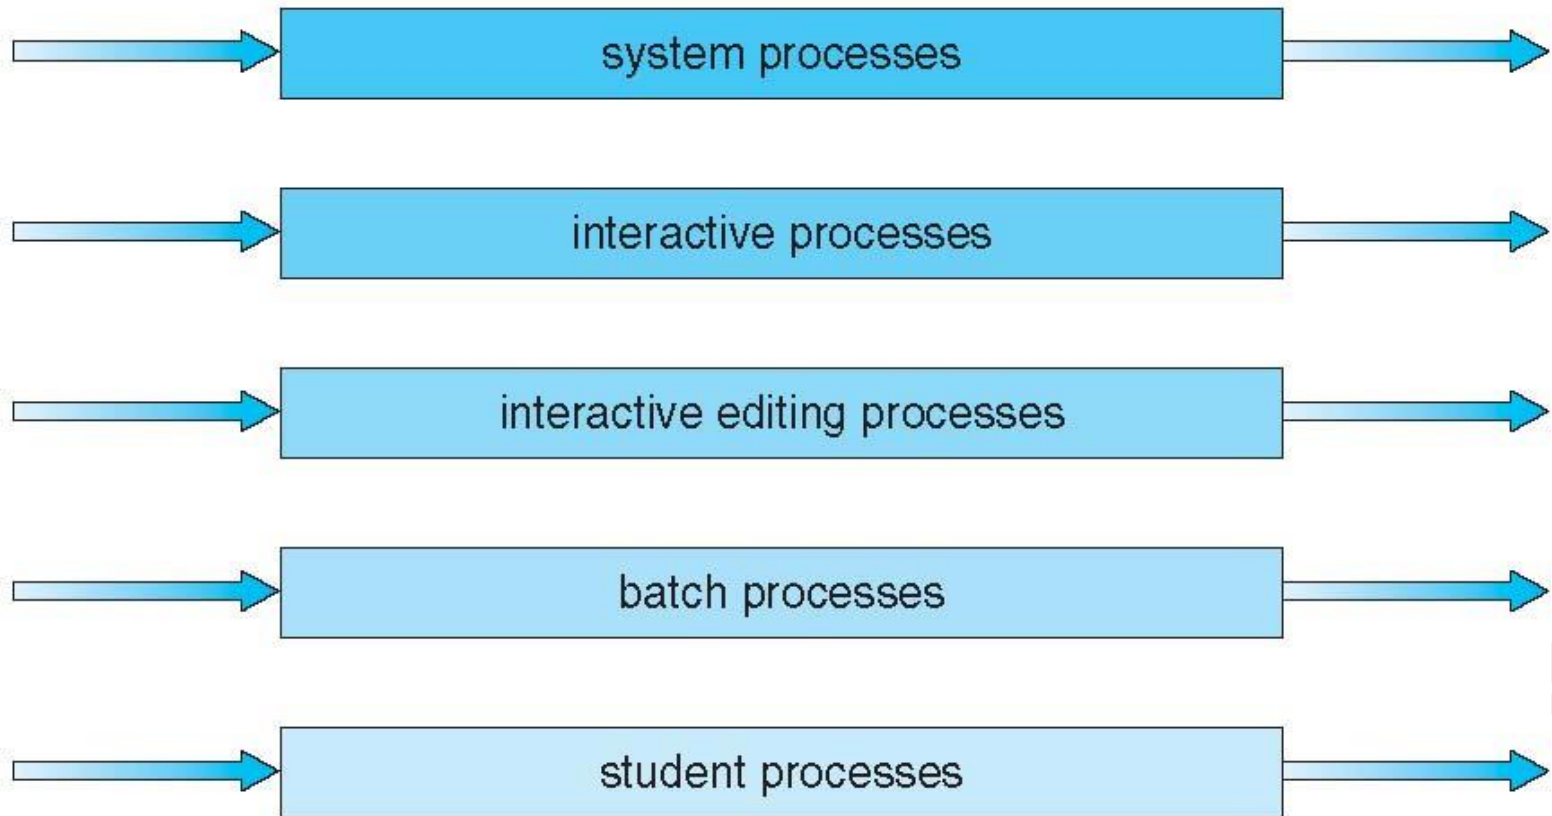 system processes
interactive processes
interactive editing processes
batch processes
student processes